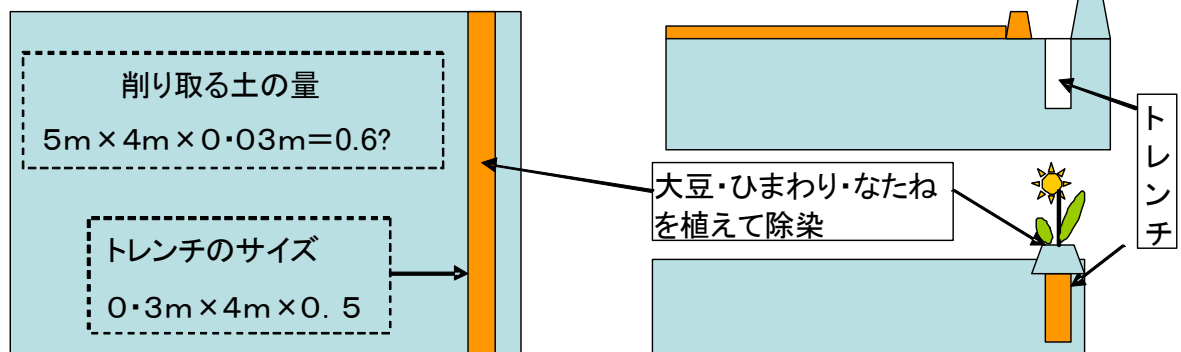 削り取る土の量
5m×4m×0・03m=0.6?
トレンチのサイズ
0・3m×4m×0.5
大豆・ひまわり・なたね
を植えて除染
トレンチ